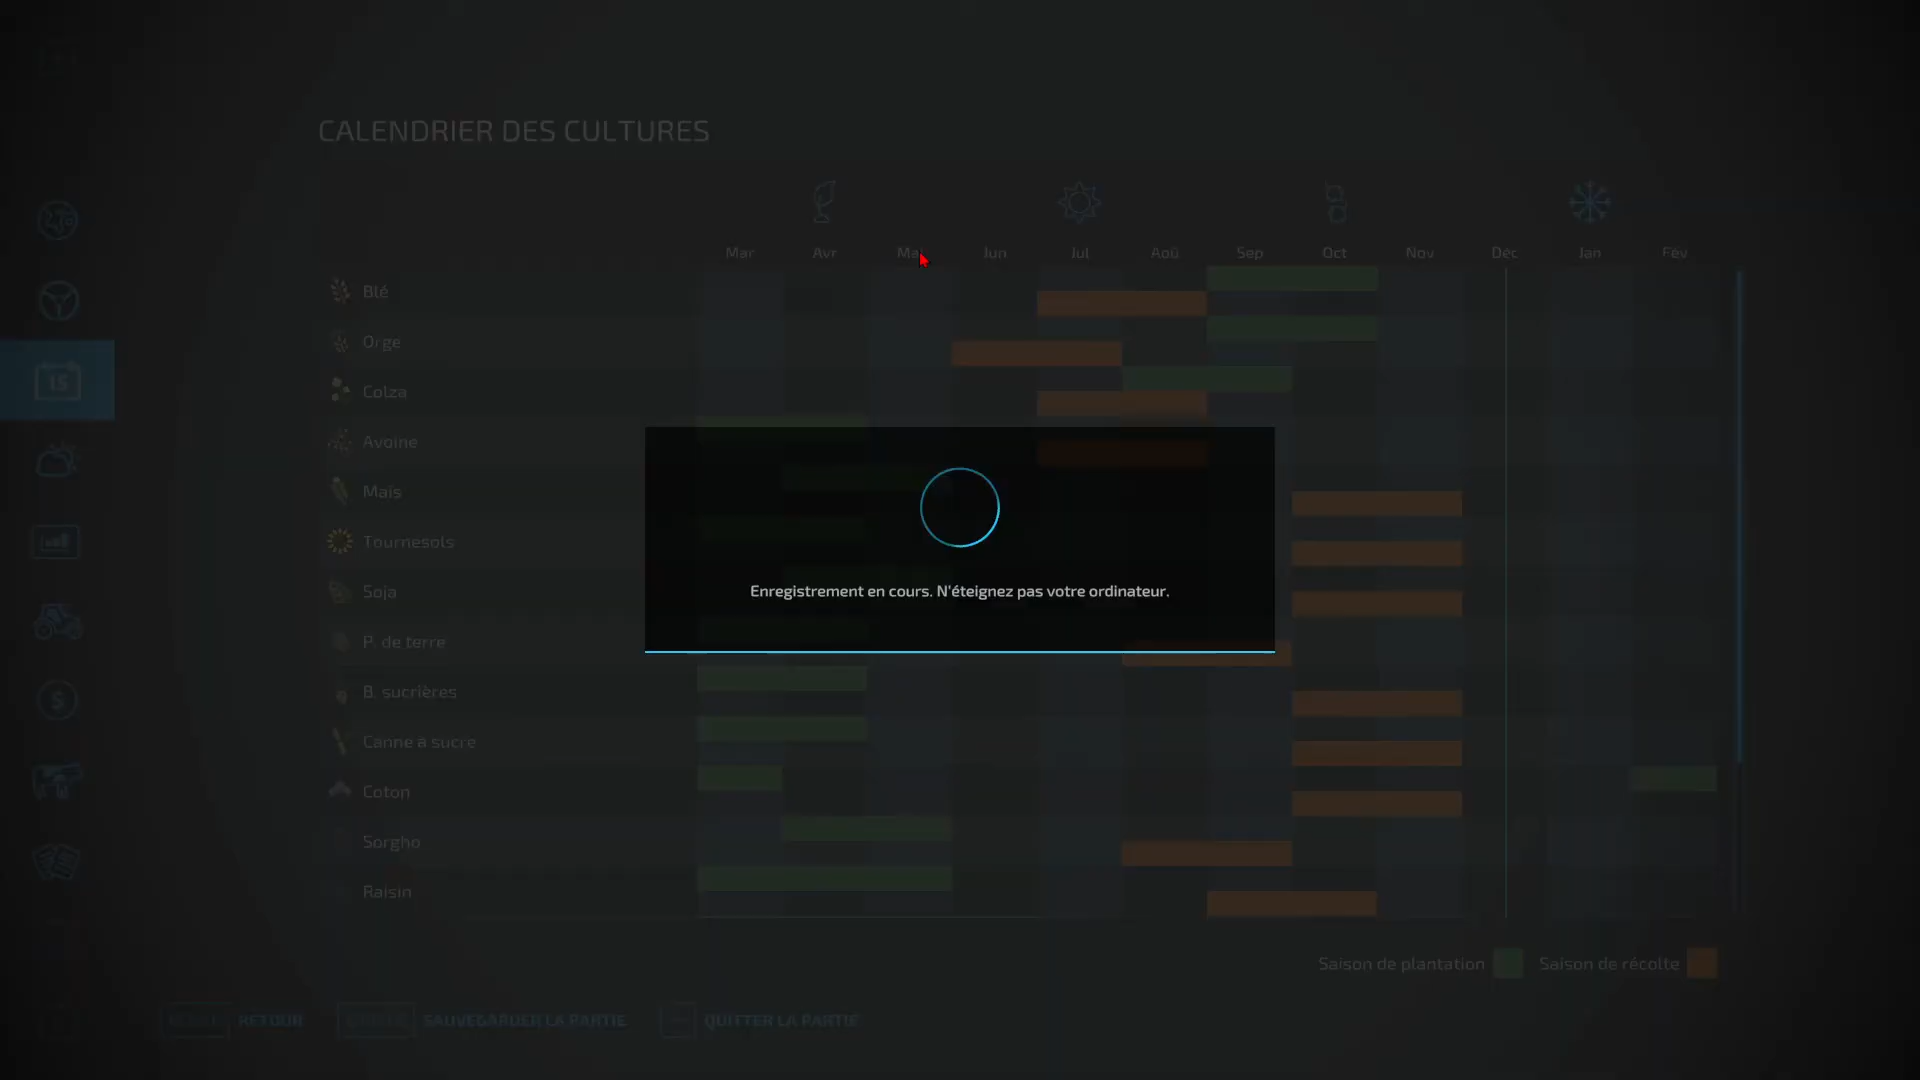 CALENDRIER DES CULTURES
Mar Avr Mai Jun Jul Aoû Sep Oct Nov Déc Jan Fév
Blé
Orge
Colza
Avoine
Maïs
Tournesols
Soja
P. de terre
B. sucrières
Canne à sucre
Coton
Sorgho
Raisin
15
Enregistrement en cours. N'éteignez pas votre ordinateur.
Saison de plantation Saison de récolte
RETOUR SAUVEGARDER LA PARTIE QUITTER LA PARTIE